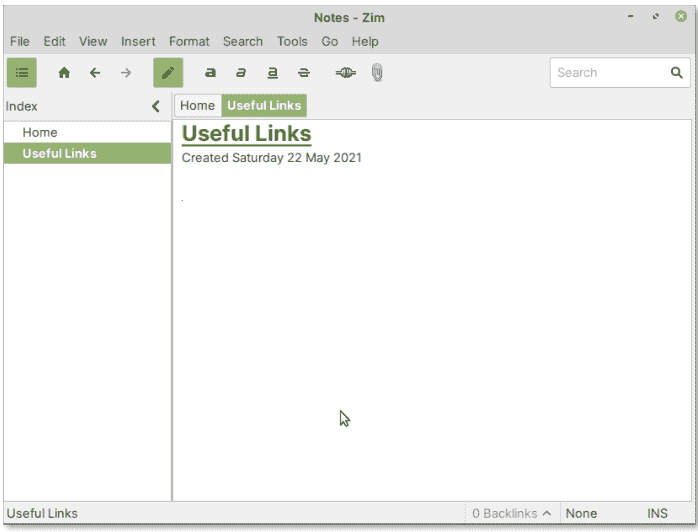 Notes - Zim
File Edit View Insert Format Search Tools Go Help
a a a a Search
Index Home Useful Links
Home
Useful Links
Useful Links
Created Saturday 22 May 2021
.
Useful Links 0 Backlinks None INS